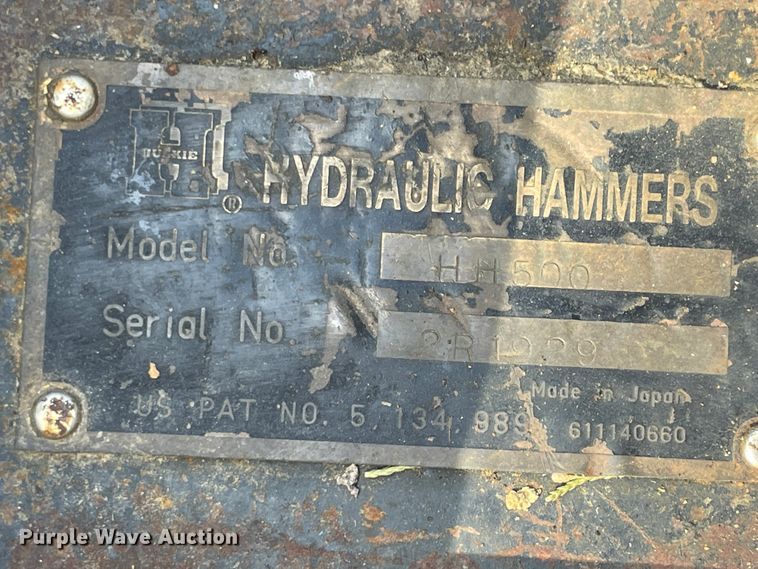 H
®
HYDRAULIC HAMMERS
Model No. HH500
Serial No.
Made in Japan
US PAT NO. 5,134,989 611140660
Purple Wave Auction